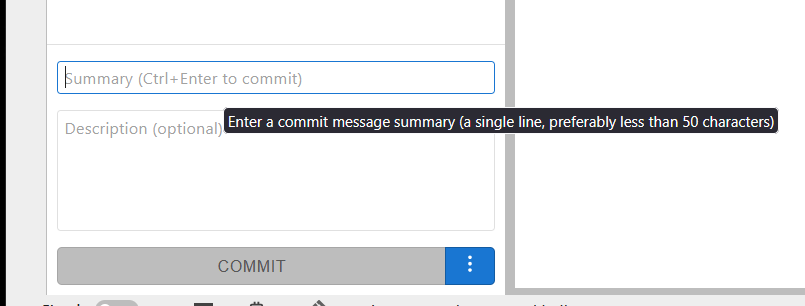 Summary (Ctrl+Enter to commit)
Description (optional)
Enter a commit message summary (a single line, preferably less than 50 characters)
COMMIT